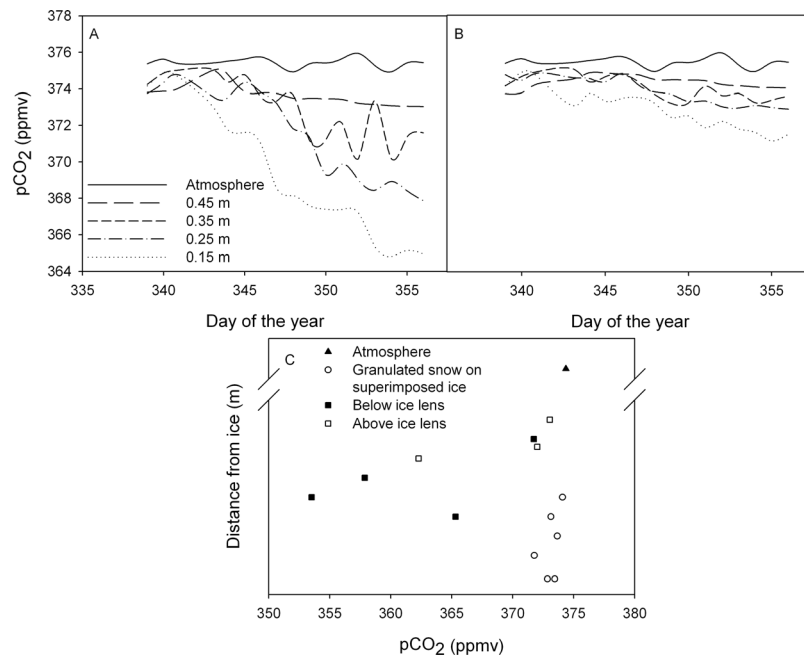 378
376
374
372
370
368
366
364
pCO2 (ppmv)
A
B
Atmosphere
0.45 m
0.35 m
0.25 m
0.15 m
335 340 345 350 355
340 345 350 355
Day of the year
Day of the year
C
Atmosphere
Granulated snow on
superimposed ice
Below ice lens
Above ice lens
Distance from ice (m)
350 355 360 365 370 375 380
pCO2 (ppmv)